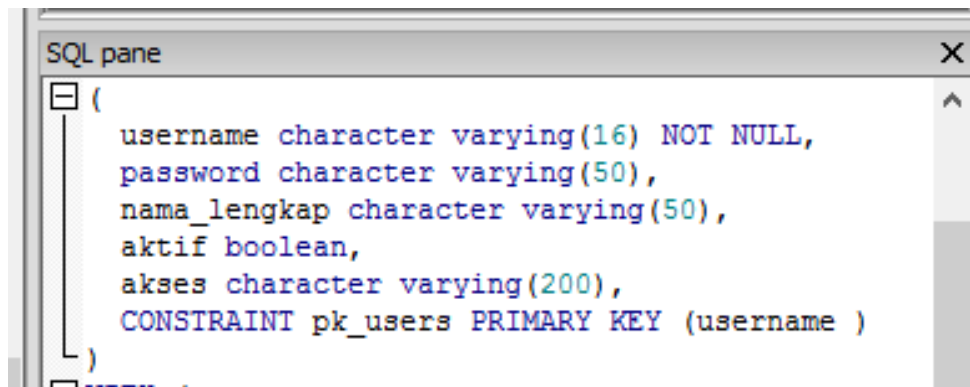 SQL pane
(
username character varying(16) NOT NULL,
password character varying(50),
nama_lengkap character varying(50),
aktif boolean,
akses character varying(200),
CONSTRAINT pk_users PRIMARY KEY (username )
)